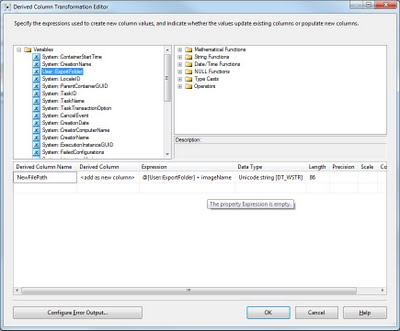 Derived Column Transformation Editor
Specify the expressions used to create new column values, and indicate whether the values update existing columns or populate new columns.
Variables
System::ContainerStartTime
System::CreationName
User::ExportFolder
System::LocaleID
System::ParentContainerGUID
System::TaskID
System::TaskName
System::TaskTransactionOption
System::CancelEvent
System::CreationDate
System::CreatorComputerName
System::CreatorName
System::ExecutionInstanceGUID
System::FailedConfigurations
Mathematical Functions
String Functions
Date/Time Functions
NULL Functions
Type Casts
Operators
Description:
Derived Column Name Derived Column Expression Data Type Length Precision Scale Co
NewFilePath <add as new column> @[User::ExportFolder] + imageName Unicode string [DT_WSTR] 86
The property Expression is empty.
Configure Error Output... OK Cancel Help